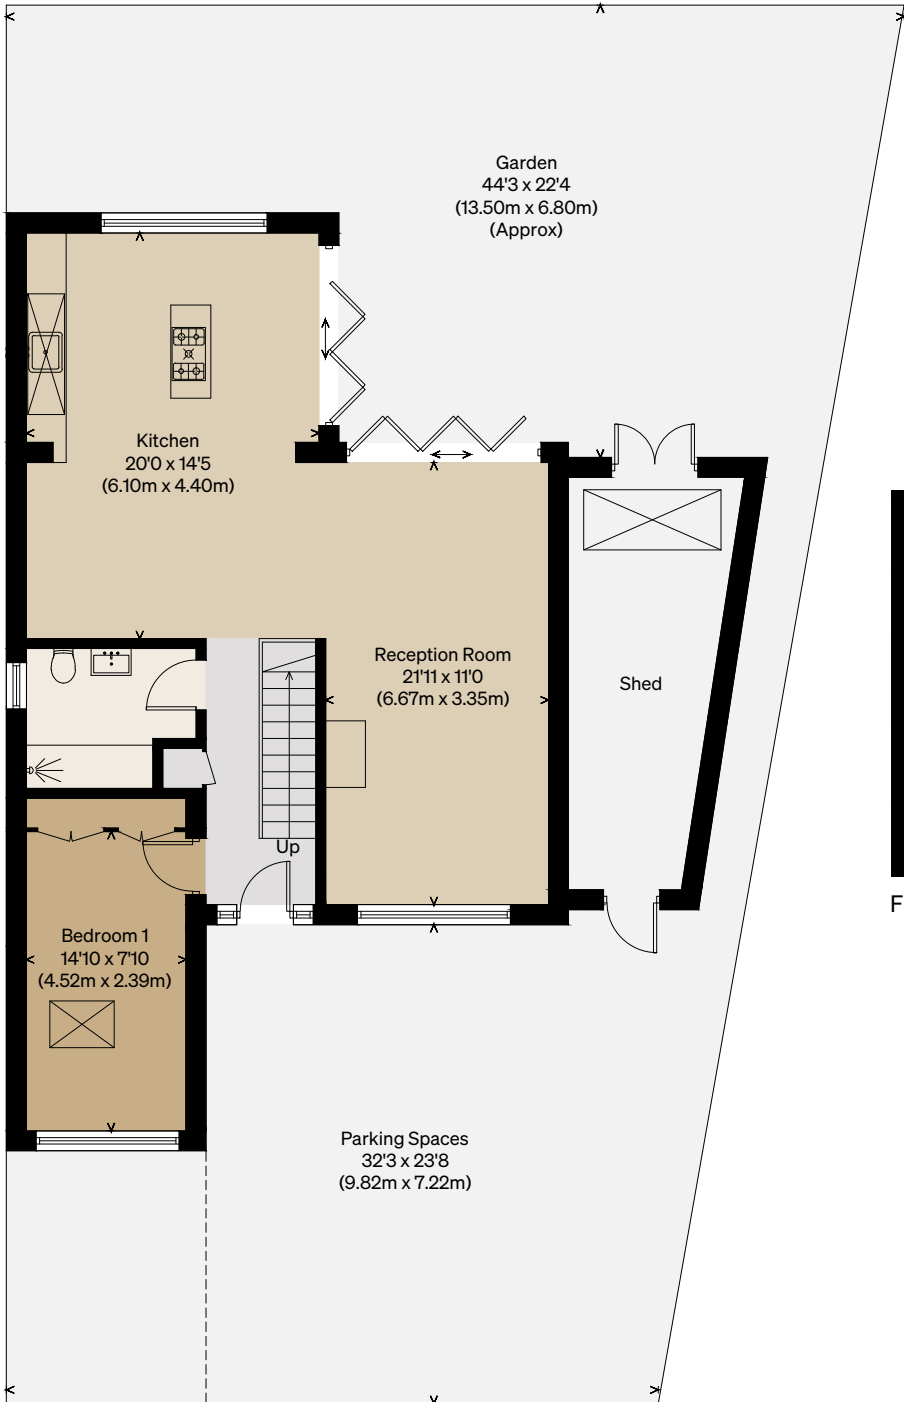 Garden
44'3 x 22'4
(13.50m x 6.80m)
(Approx)
Kitchen
20'0 x 14'5
(6.10m x 4.40m)
Reception Room
21'11 x 11'0
(6.67m x 3.35m)
Shed
Up
F
Bedroom 1
14'10 x 7'10
(4.52m x 2.39m)
Parking Spaces
32'3 x 23'8
(9.82m x 7.22m)